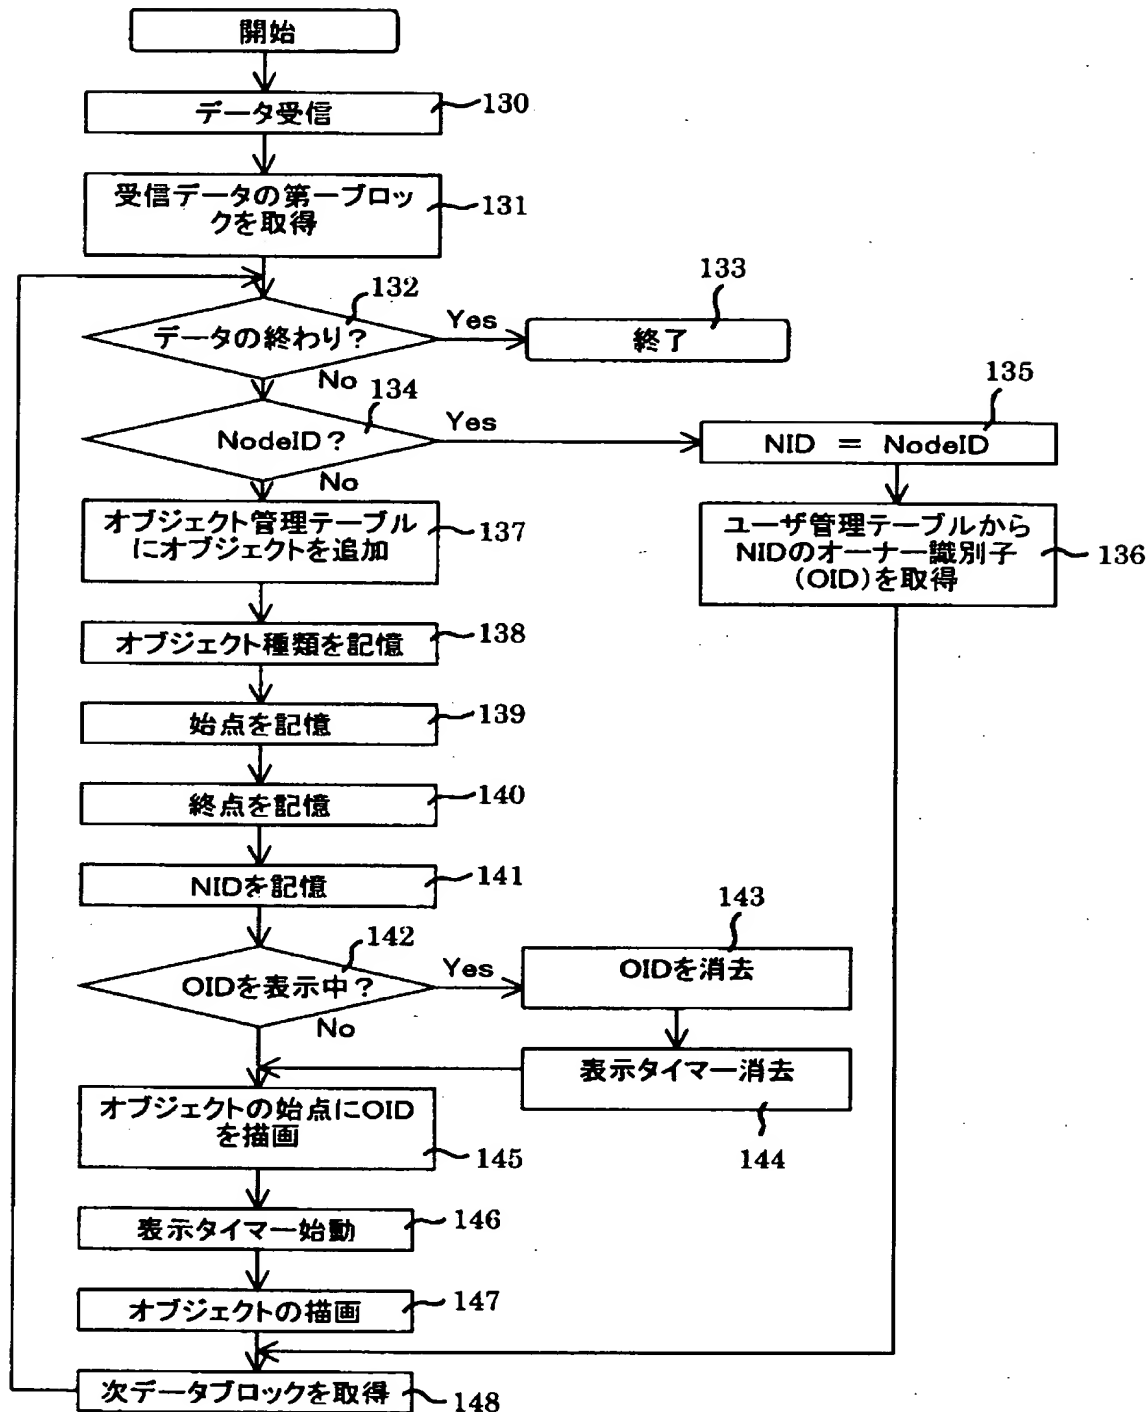 開始
データ受信
130
受信データの第一ブロッ
クを取得
131
132
データの終わり？
Yes
133
終了
No
134
NodeID？
Yes
135
NID = NodeID
No
オブジェクト管理テーブル
にオブジェクトを追加
137
ユーザ管理テーブルから
NIDのオーナー識別子
(OID)を取得
136
オブジェクト種類を記憶
138
始点を記憶
139
終点を記憶
140
NIDを記憶
141
142
OIDを表示中？
Yes
143
OIDを消去
No
表示タイマー消去
144
オブジェクトの始点にOID
を描画
145
表示タイマー始動
146
オブジェクトの描画
147
次データブロックを取得
148